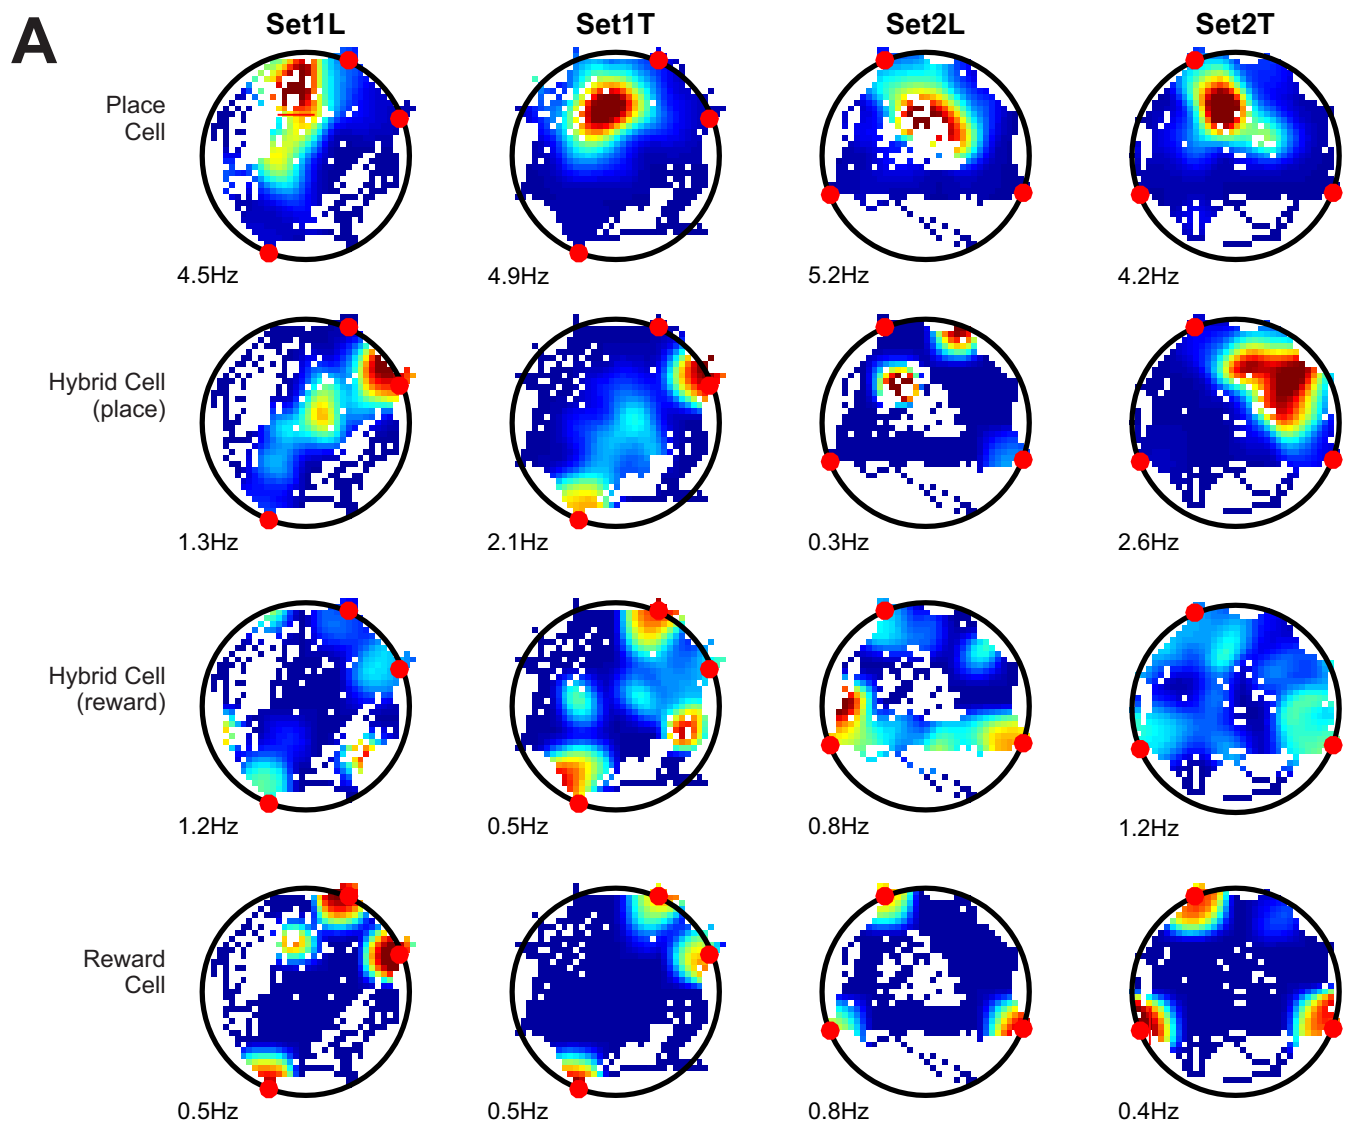 A
Set1L Set1T Set2L Set2T
Place
Cell
4.5Hz 4.9Hz 5.2Hz 4.2Hz
Hybrid Cell
(place)
1.3Hz 2.1Hz 0.3Hz 2.6Hz
Hybrid Cell
(reward)
1.2Hz 0.5Hz 0.8Hz 1.2Hz
Reward
Cell
0.5Hz 0.5Hz 0.8Hz 0.4Hz